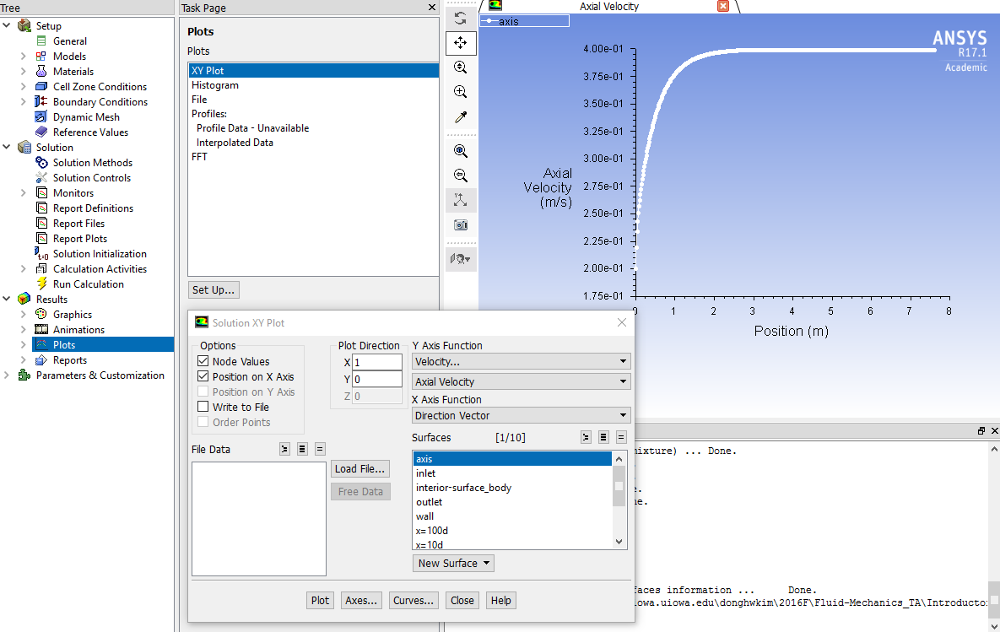 Tree
Setup
General
Models
Materials
Cell Zone Conditions
Boundary Conditions
Dynamic Mesh
Reference Values
Solution
Solution Methods
Solution Controls
Monitors
Report Definitions
Report Files
Report Plots
t=0 Solution Initialization
Calculation Activities
Run Calculation
Results
Graphics
Animations
Plots
Reports
Parameters & Customization
Task Page
Plots
Plots
XY Plot
Histogram
File
Profiles:
Profile Data - Unavailable
Interpolated Data
FFT
Set Up...
Axial Velocity
axis
ANSYS
R17.1
Academic
4.00e-01
3.75e-01
3.50e-01
3.25e-01
3.00e-01
2.75e-01
2.50e-01
2.25e-01
2.00e-01
1.75e-01
Axial
Velocity
(m/s)
0 1 2 3 4 5 6 7 8
Position (m)
Solution XY Plot
Options
Node Values
Position on X Axis
Position on Y Axis
Write to File
Order Points
Plot Direction
X 1
Y 0
Z 0
Y Axis Function
Velocity...
Axial Velocity
X Axis Function
Direction Vector
File Data
Load File...
Free Data
Surfaces [1/10]
axis
inlet
interior-surface_body
outlet
wall
x=100d
x=10d
New Surface
Plot Axes... Curves... Close Help
ixture) ... Done.
e.
ne.
faces information ... Done.
iowa.uiowa.edu\donghwkim\2016F\Fluid-Mechanics_TA\Introducto